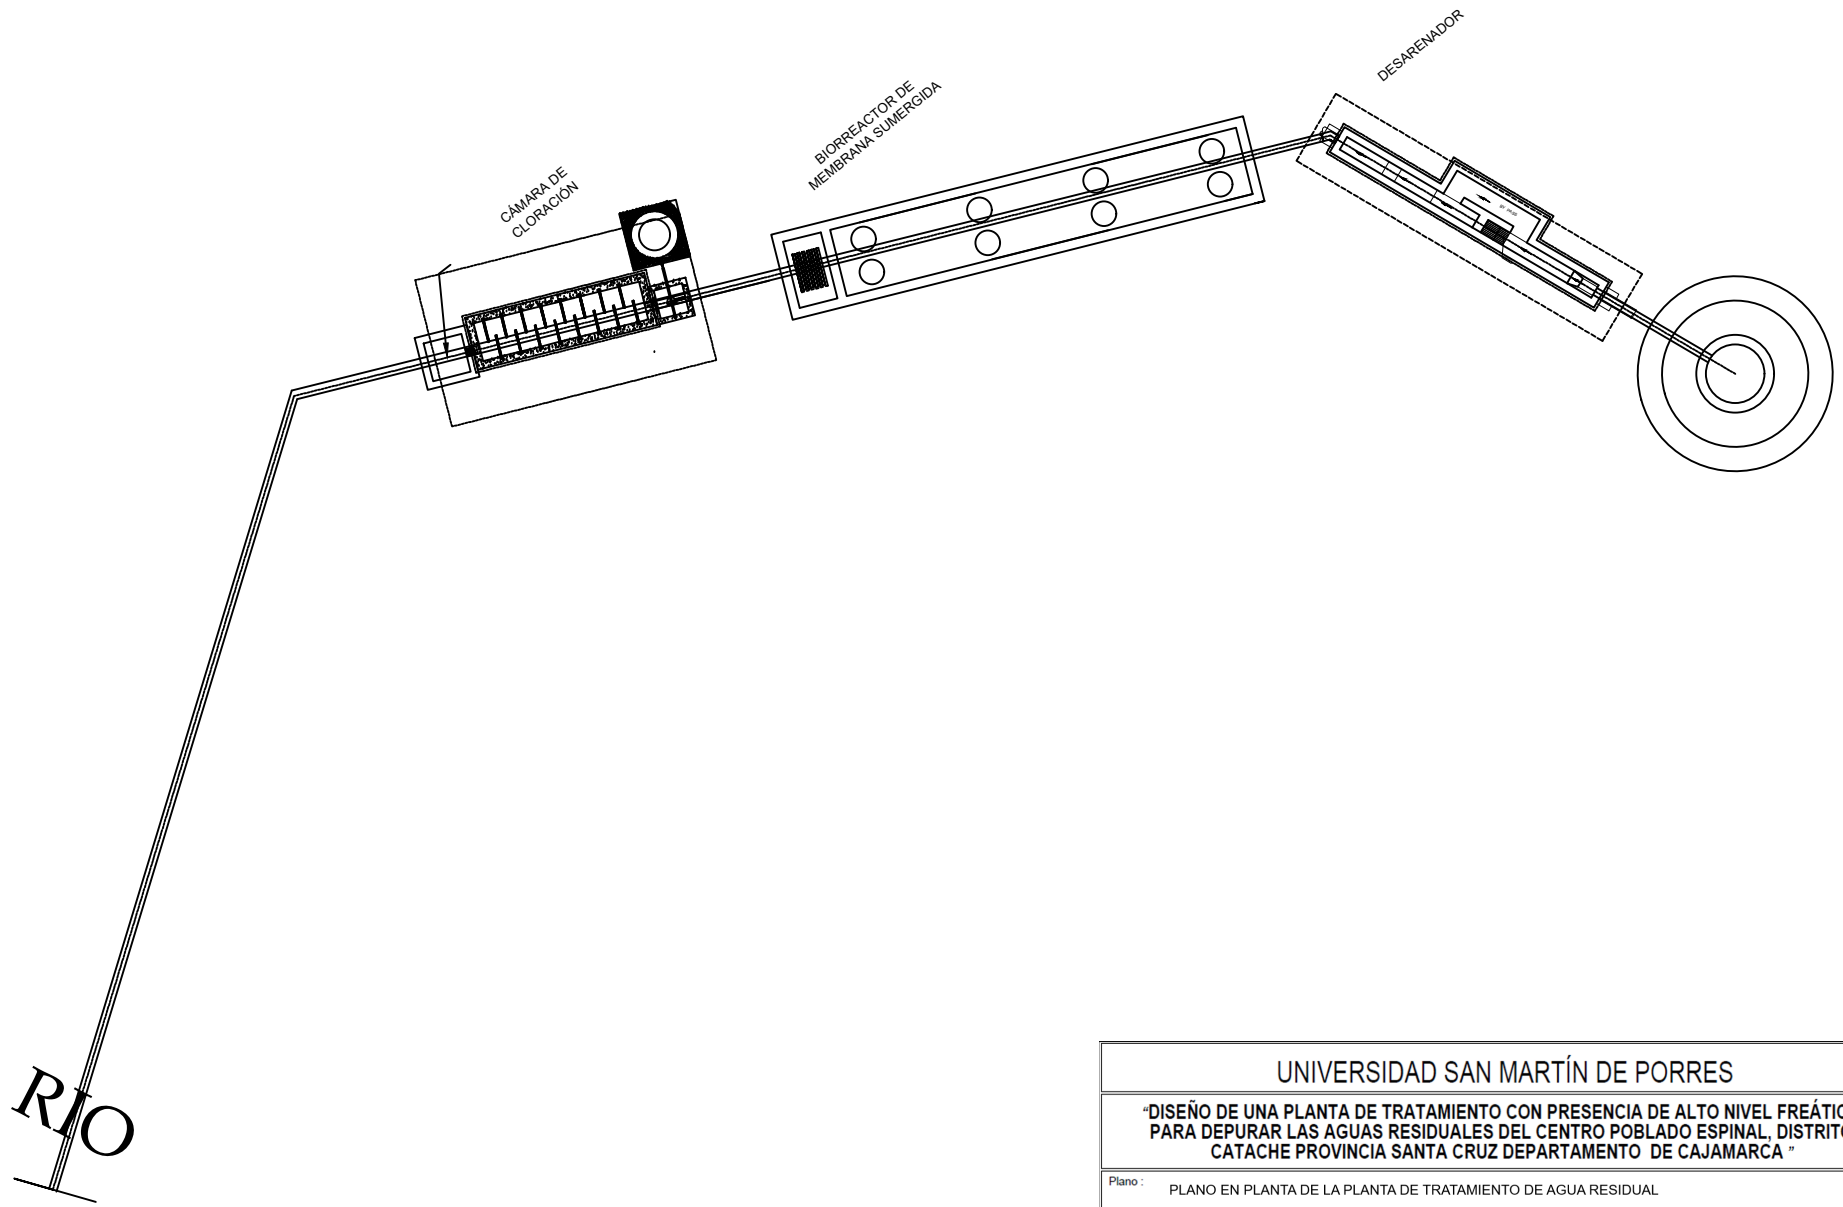 DESARENADOR
BIORREACTOR DE
MEMBRANA SUMERGIDA
CÁMARA DE
CLORACIÓN
BY PASS
RIO
UNIVERSIDAD SAN MARTÍN DE PORRES
"DISEÑO DE UNA PLANTA DE TRATAMIENTO CON PRESENCIA DE ALTO NIVEL FREÁTIC
PARA DEPURAR LAS AGUAS RESIDUALES DEL CENTRO POBLADO ESPINAL, DISTRITO
CATACHE PROVINCIA SANTA CRUZ DEPARTAMENTO DE CAJAMARCA "
Plano :
PLANO EN PLANTA DE LA PLANTA DE TRATAMIENTO DE AGUA RESIDUAL